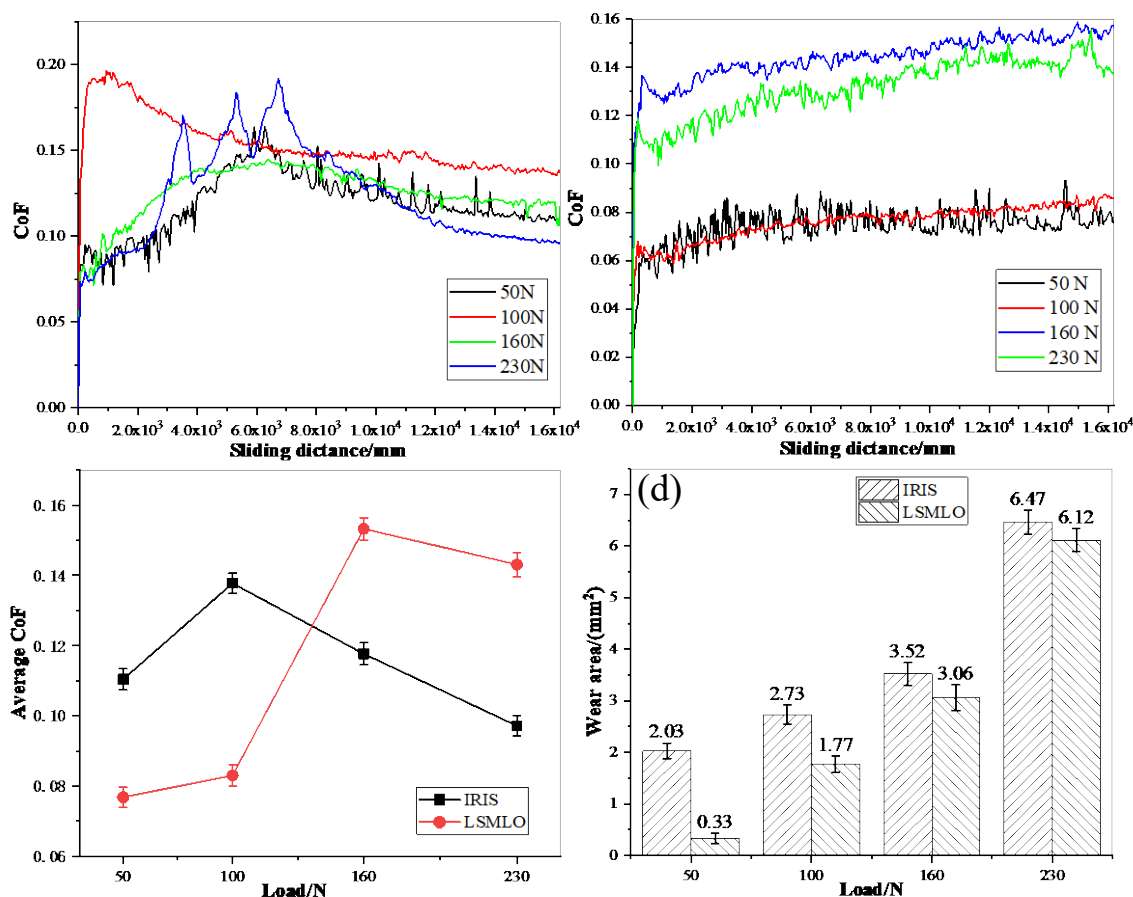 0.20
0.15
0.10
0.05
0.00
CoF
50N
100N
160N
230N
0.0 2.0x10³ 4.0x10³ 6.0x10³ 8.0x10³ 1.0x10⁴ 1.2x10⁴ 1.4x10⁴ 1.6x10⁴
Sliding dictance/mm
0.16
0.14
0.12
0.10
0.08
0.06
0.04
0.02
0.00
CoF
50 N
100 N
160 N
230 N
0.0 2.0x10³ 4.0x10³ 6.0x10³ 8.0x10³ 1.0x10⁴ 1.2x10⁴ 1.4x10⁴ 1.6x10⁴
Sliding dictance/mm
0. 16
0. 14
0. 12
0. 10
0. 08
0. 06
Average CoF
IRIS
LSMLO
50 100 160 230
Load/N
(d)
IRIS
LSMLO
7
6
5
4
3
2
1
0
Wear area/(mm²)
2.03
0.33
2.73
1.77
3.52
3.06
6.47
6.12
50 100 160 230
Load/N